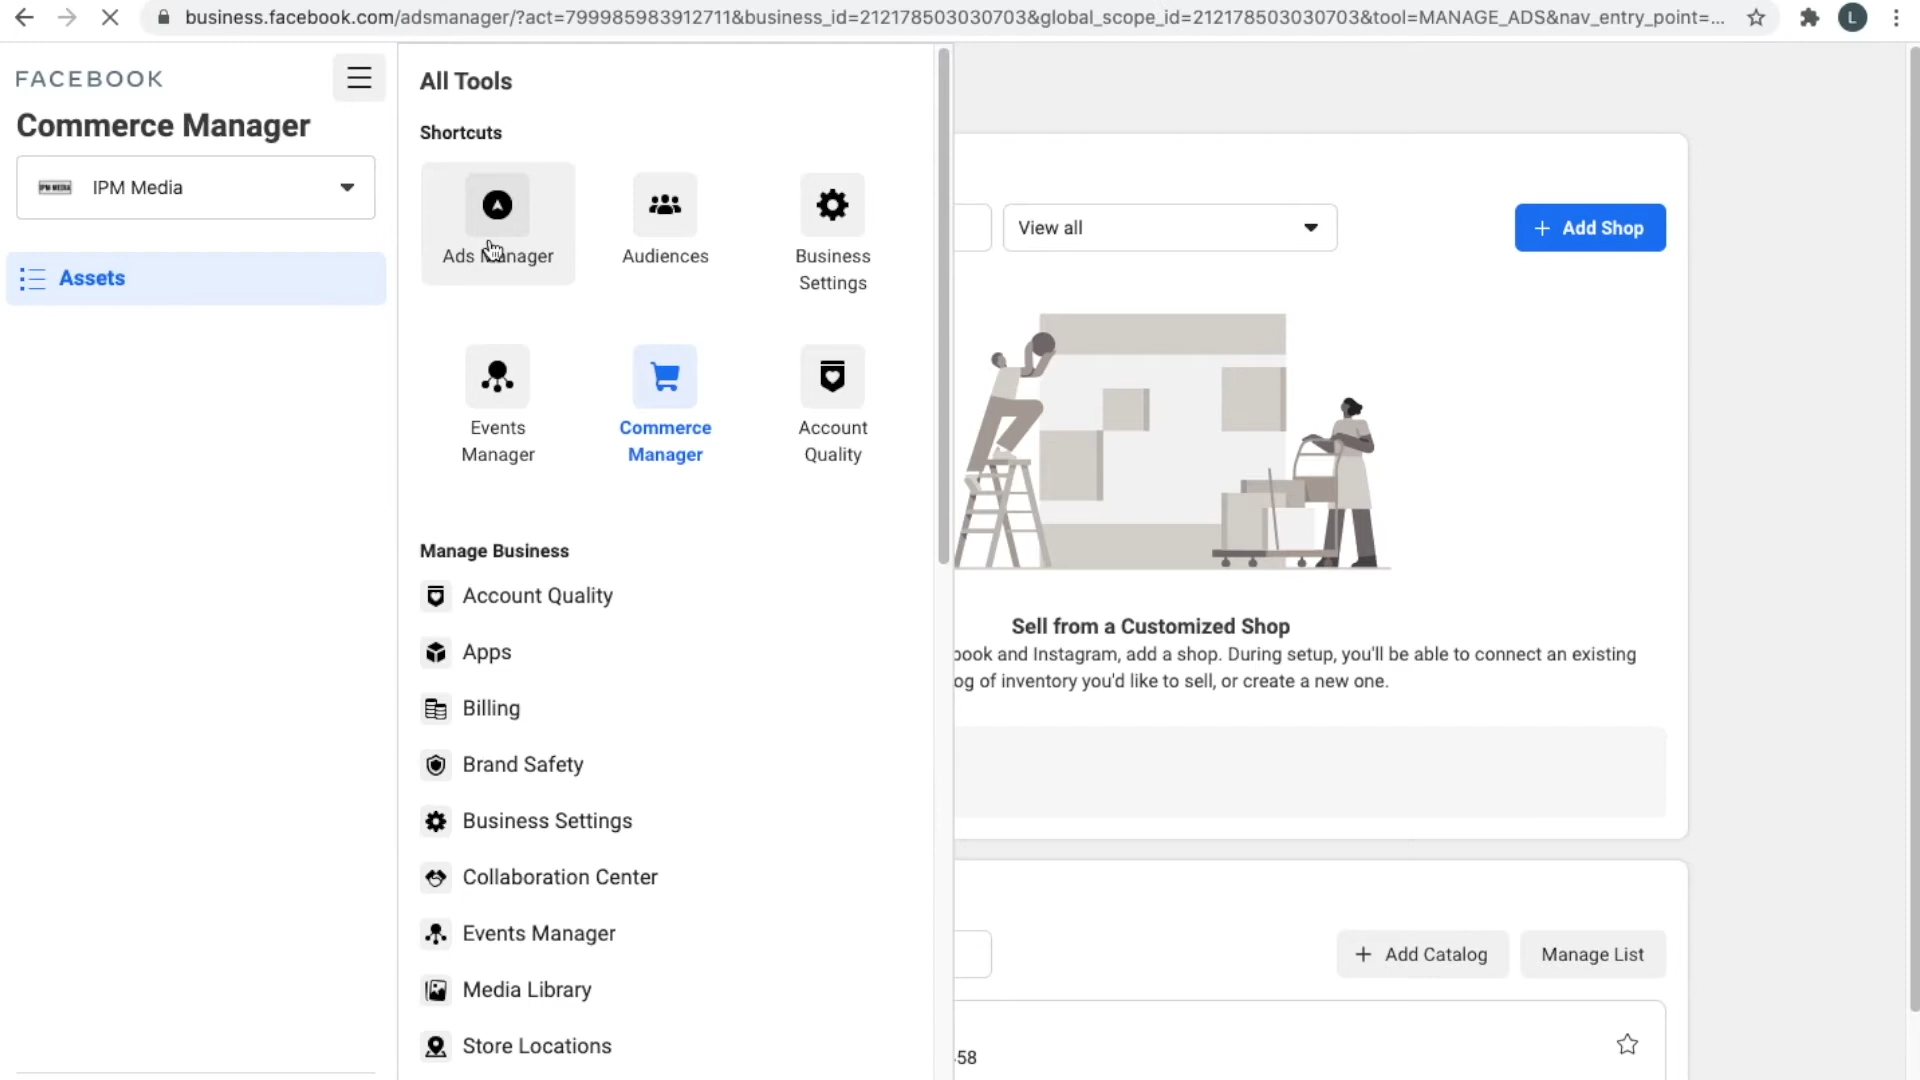 business.facebook.com/adsmanager/?act=799985983912711&business_id=212178503030703&global_scope_id=212178503030703&tool=MANAGE_ADS&nav_entry_point=...
L
FACEBOOK
Commerce Manager
IPM MEDIA
IPM Media
Assets
All Tools
Shortcuts
Ads Manager
Audiences
Business
Settings
Events
Manager
Commerce
Manager
Account
Quality
Manage Business
Account Quality
Apps
Billing
Brand Safety
Business Settings
Collaboration Center
Events Manager
Media Library
Store Locations
View all
+ Add Shop
Sell from a Customized Shop
book and Instagram, add a shop. During setup, you'll be able to connect an existing
og of inventory you'd like to sell, or create a new one.
+ Add Catalog
Manage List
58